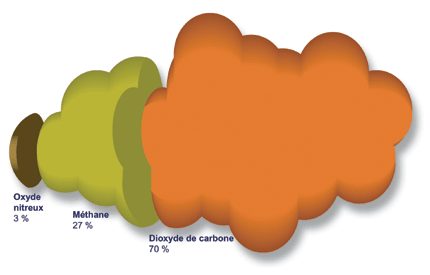 Oxyde
nitreux
3 %
Méthane
27 %
Dioxyde de carbone
70 %